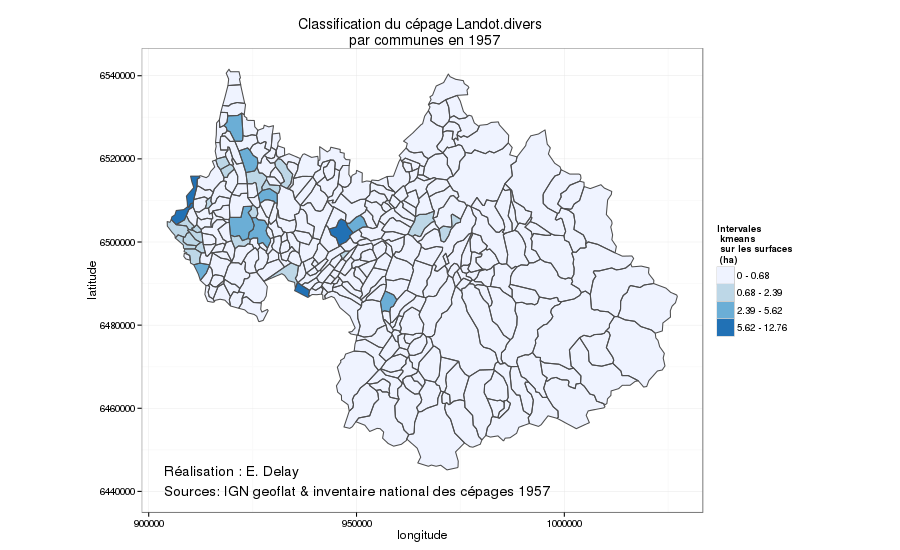 Classification du cépage Landot.divers
par communes en 1957
6540000
6520000
6500000
6480000
6460000
6440000
latitude
Réalisation : E. Delay
Sources: IGN geoflat & inventaire national des cépages 1957
900000
950000
1000000
longitude
Intervales
kmeans
sur les surfaces
(ha)
0 - 0.68
0.68 - 2.39
2.39 - 5.62
5.62 - 12.76